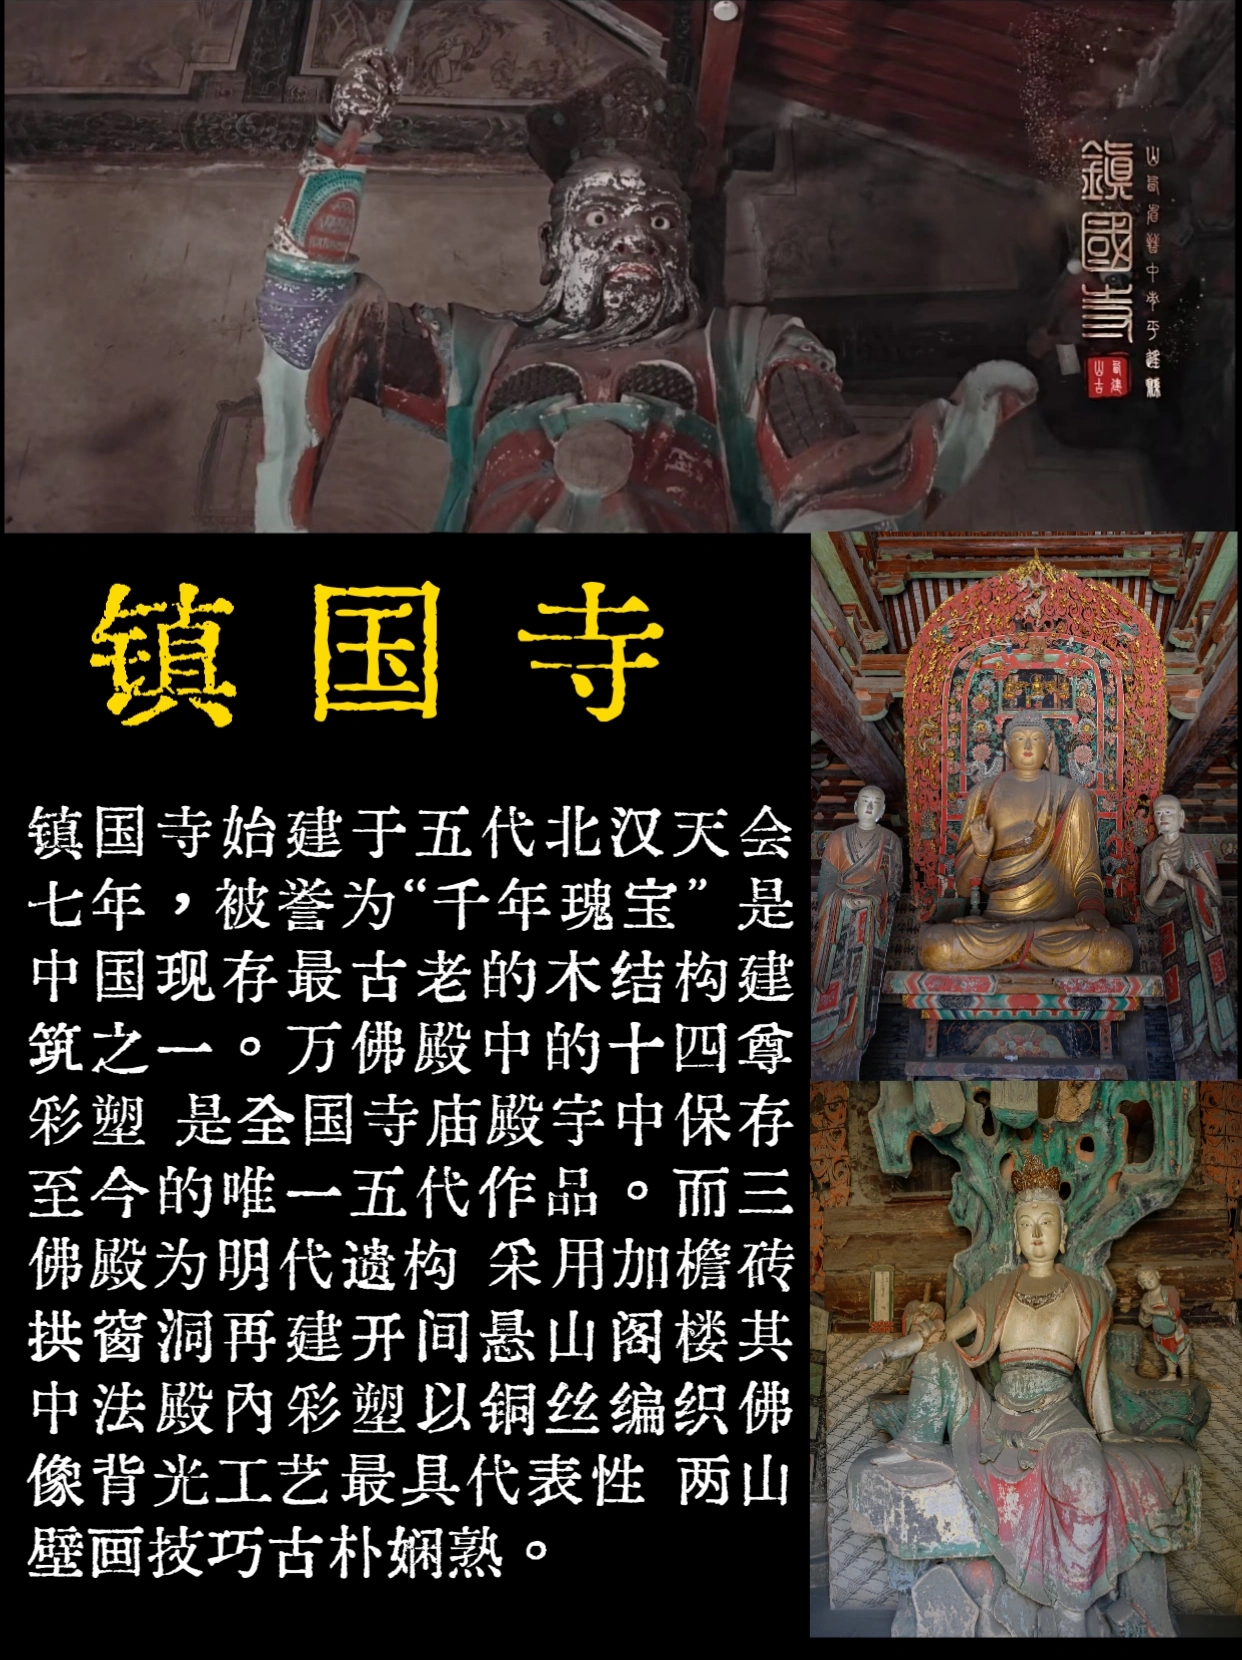 鎮國寺
山西省晉中市平遙縣
山西古建
镇国寺
镇国寺始建于五代北汉天会
七年，被誉为“千年瑰宝” 是
中国现存最古老的木结构建
筑之一。万佛殿中的十四尊
彩塑 是全国寺庙殿宇中保存
至今的唯一五代作品。而三
佛殿为明代遗构 采用加檐砖
拱窗洞再建开间悬山阁楼其
中法殿内彩塑以铜丝编织佛
像背光工艺最具代表性 两山
壁画技巧古朴娴熟。